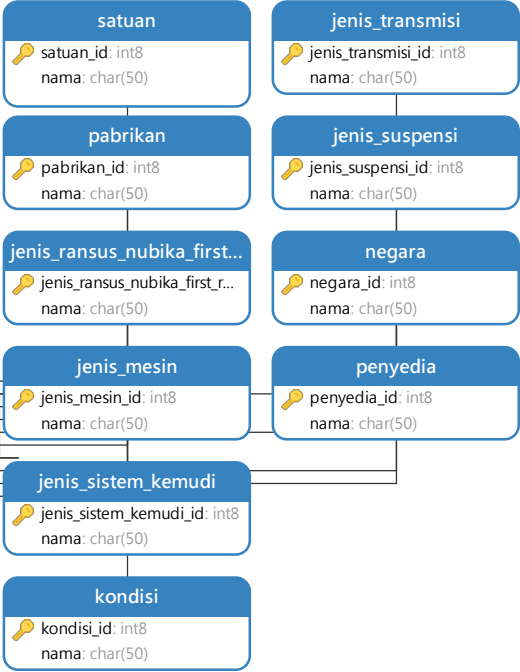 satuan
satuan_id: int8
nama: char(50)
pabrikan
pabrikan_id: int8
nama: char(50)
jenis_ransus_nubika_first...
jenis_ransus_nubika_first_r...
nama: char(50)
jenis_mesin
jenis_mesin_id: int8
nama: char(50)
jenis_sistem_kemudi
jenis_sistem_kemudi_id: int8
nama: char(50)
kondisi
kondisi_id: int8
nama: char(50)
jenis_transmisi
jenis_transmisi_id: int8
nama: char(50)
jenis_suspensi
jenis_suspensi_id: int8
nama: char(50)
negara
negara_id: int8
nama: char(50)
penyedia
penyedia_id: int8
nama: char(50)